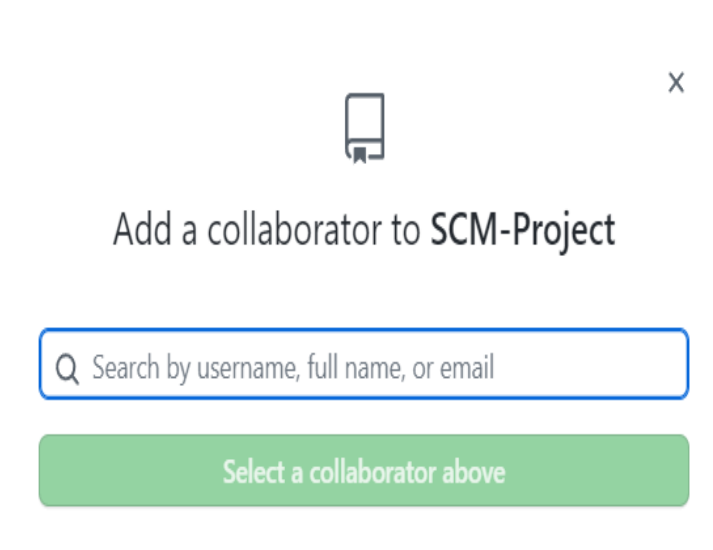 Add a collaborator to SCM-Project
Search by username, full name, or email
Select a collaborator above